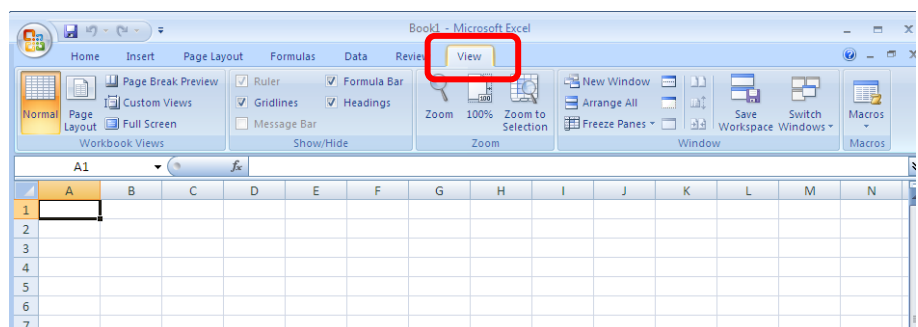 Book1 - Microsoft Excel
Home Insert Page Layout Formulas Data Review View
Normal
Page Layout
Page Break Preview
Custom Views
Full Screen
Workbook Views
Ruler
Gridlines
Message Bar
Formula Bar
Headings
Show/Hide
Zoom
100%
Zoom to Selection
Zoom
New Window
Arrange All
Freeze Panes
Save Workspace
Switch Windows
Window
Macros
Macros
A1 fx
A B C D E F G H I J K L M N
1
2
3
4
5
6
7